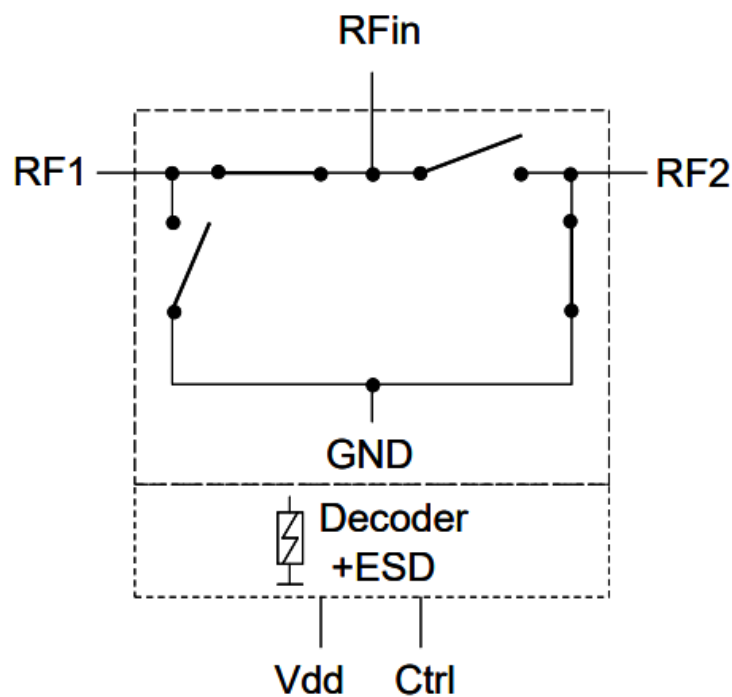 RFin
RF1
RF2
GND
Decoder
+ESD
Vdd
Ctrl